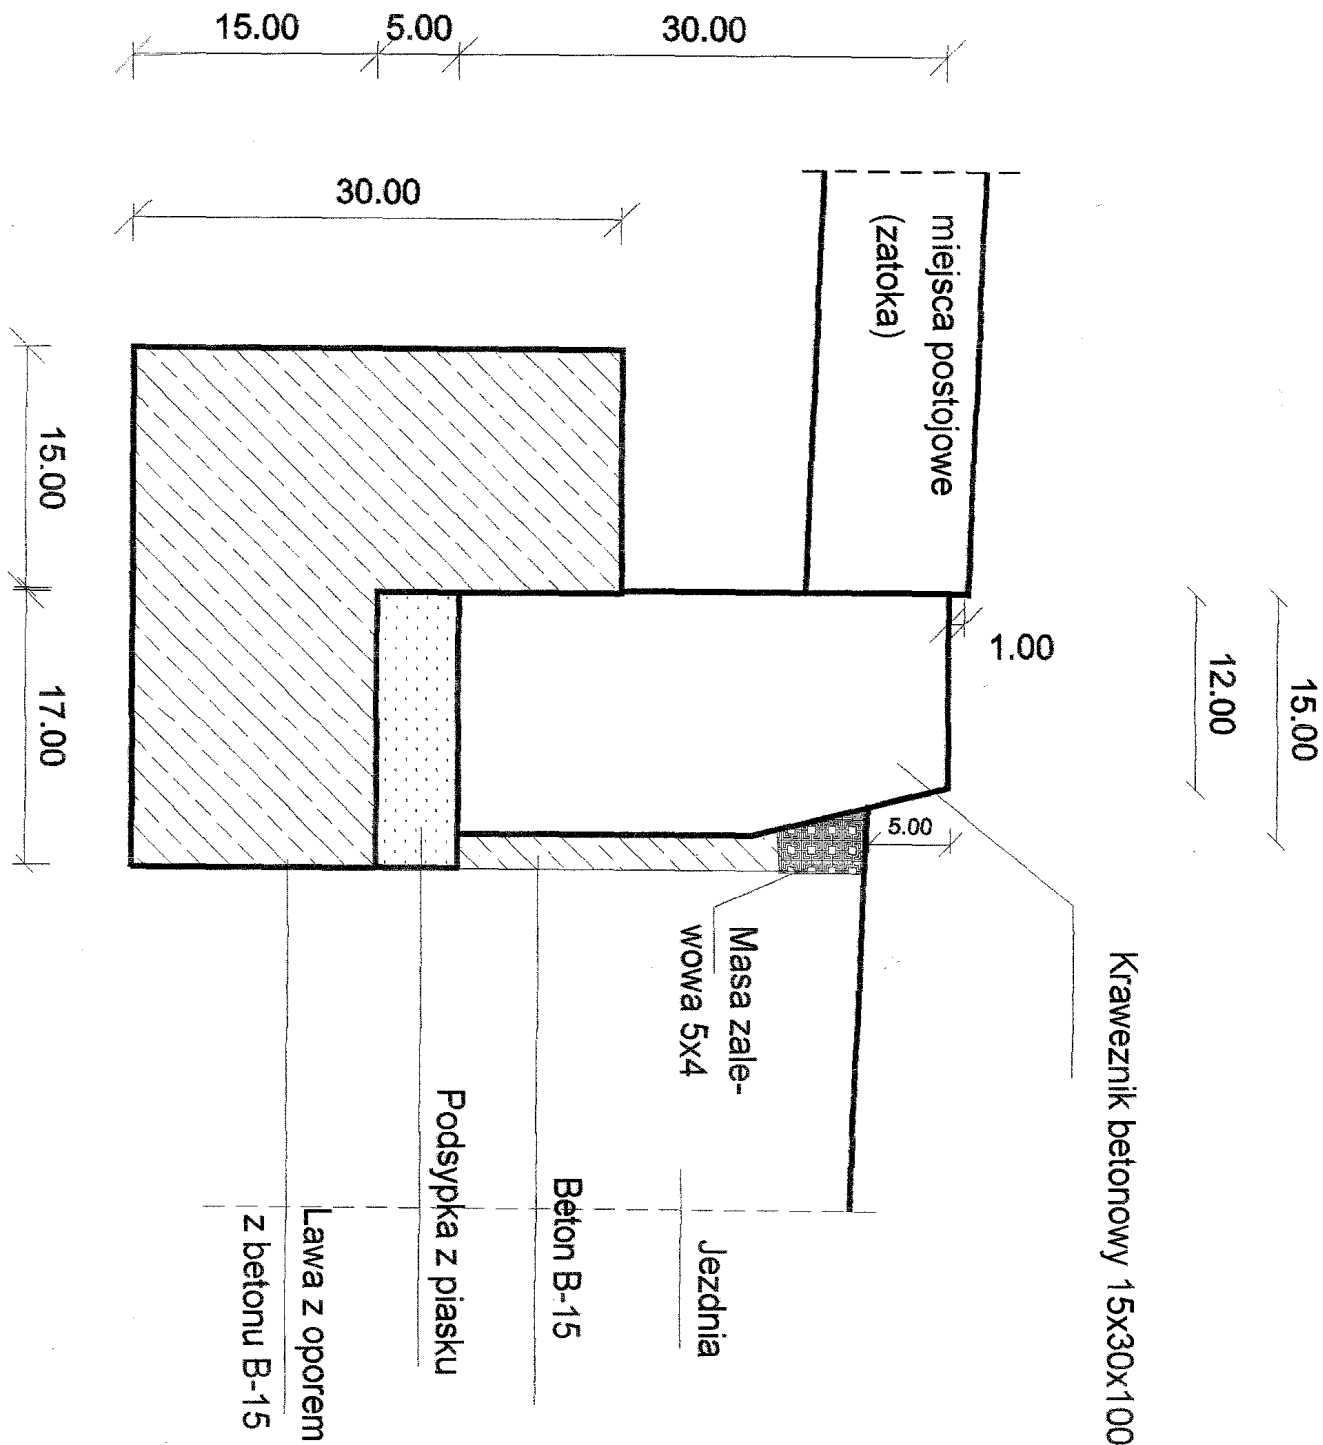 15.00
5.00
30.00
30.00
miejsca postojowe
(zatoka)
15.00
17.00
1.00
12.00
15.00
5.00
Kraweznik betonowy 15x30x100
Masa zale-
wowa 5x4
Jezdnia
Beton B-15
Podsypka z piasku
Lawa z oporem
z betonu B-15